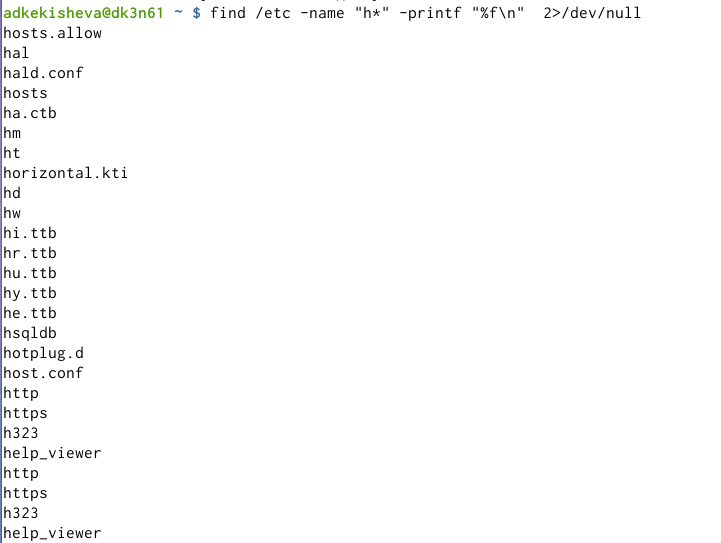 adkekisheva@dk3n61 ~ $ find /etc -name "h*" -printf "%f\n"  2>/dev/null
hosts.allow
hal
hald.conf
hosts
ha.ctb
hm
ht
horizontal.kti
hd
hw
hi.ttb
hr.ttb
hu.ttb
hy.ttb
he.ttb
hsqldb
hotplug.d
host.conf
http
https
h323
help_viewer
http
https
h323
help_viewer